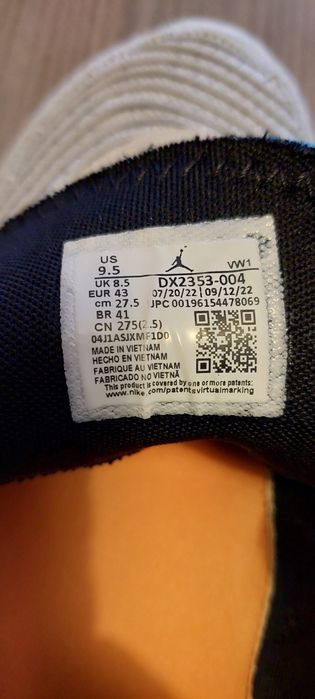 US
9.5
VW1
UK 8.5 DX2353-004
EUR 43 07/20/22 | 09/12/22
cm 27.5 JPC 00196154478069
BR 41
CN 275(2.5)
04J1ASJXMF1D0
MADE IN VIETNAM
HECHO EN VIETNAM
FABRIQUE AU VIETNAM
FABRICADO NO VIETNÃ
This product is covered by one or more patents:
www.nike.com/patentsvirtualmarking